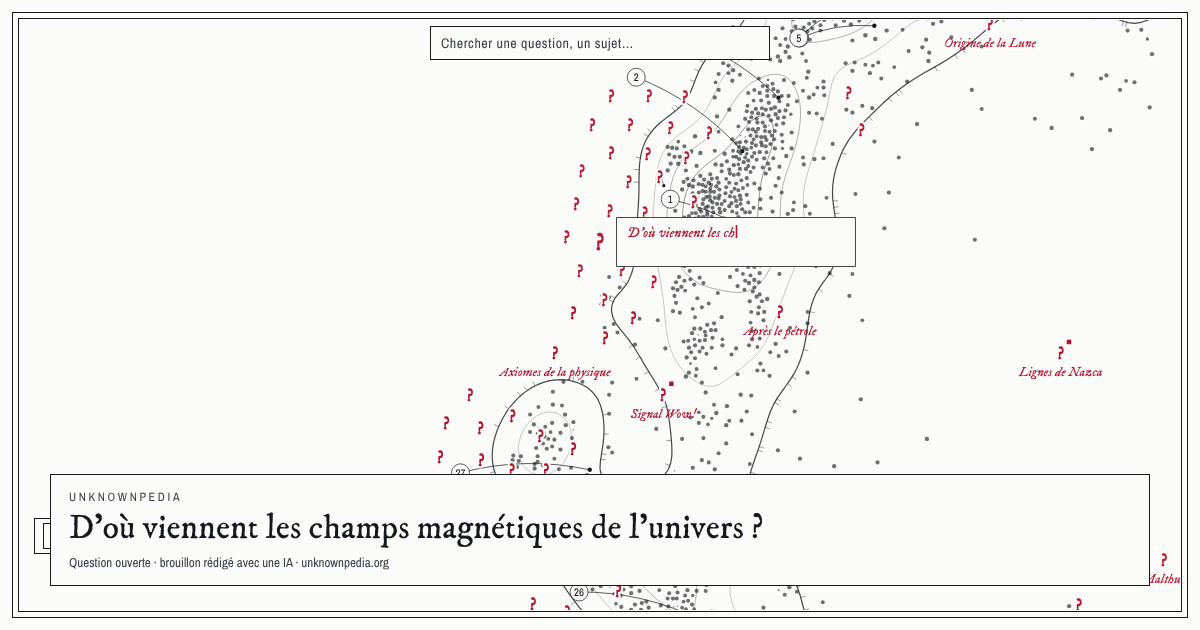 Chercher une question, un sujet...
5
Origine de la Lune
2
?
1
D'où viennent les ch
Après le pétrole
Lignes de Nazca
Axiomes de la physique
Signal Wow!
27
UNKNOWNPEDIA
D'où viennent les champs magnétiques de l'univers ?
Question ouverte · brouillon rédigé avec une IA · unknownpedia.org
26